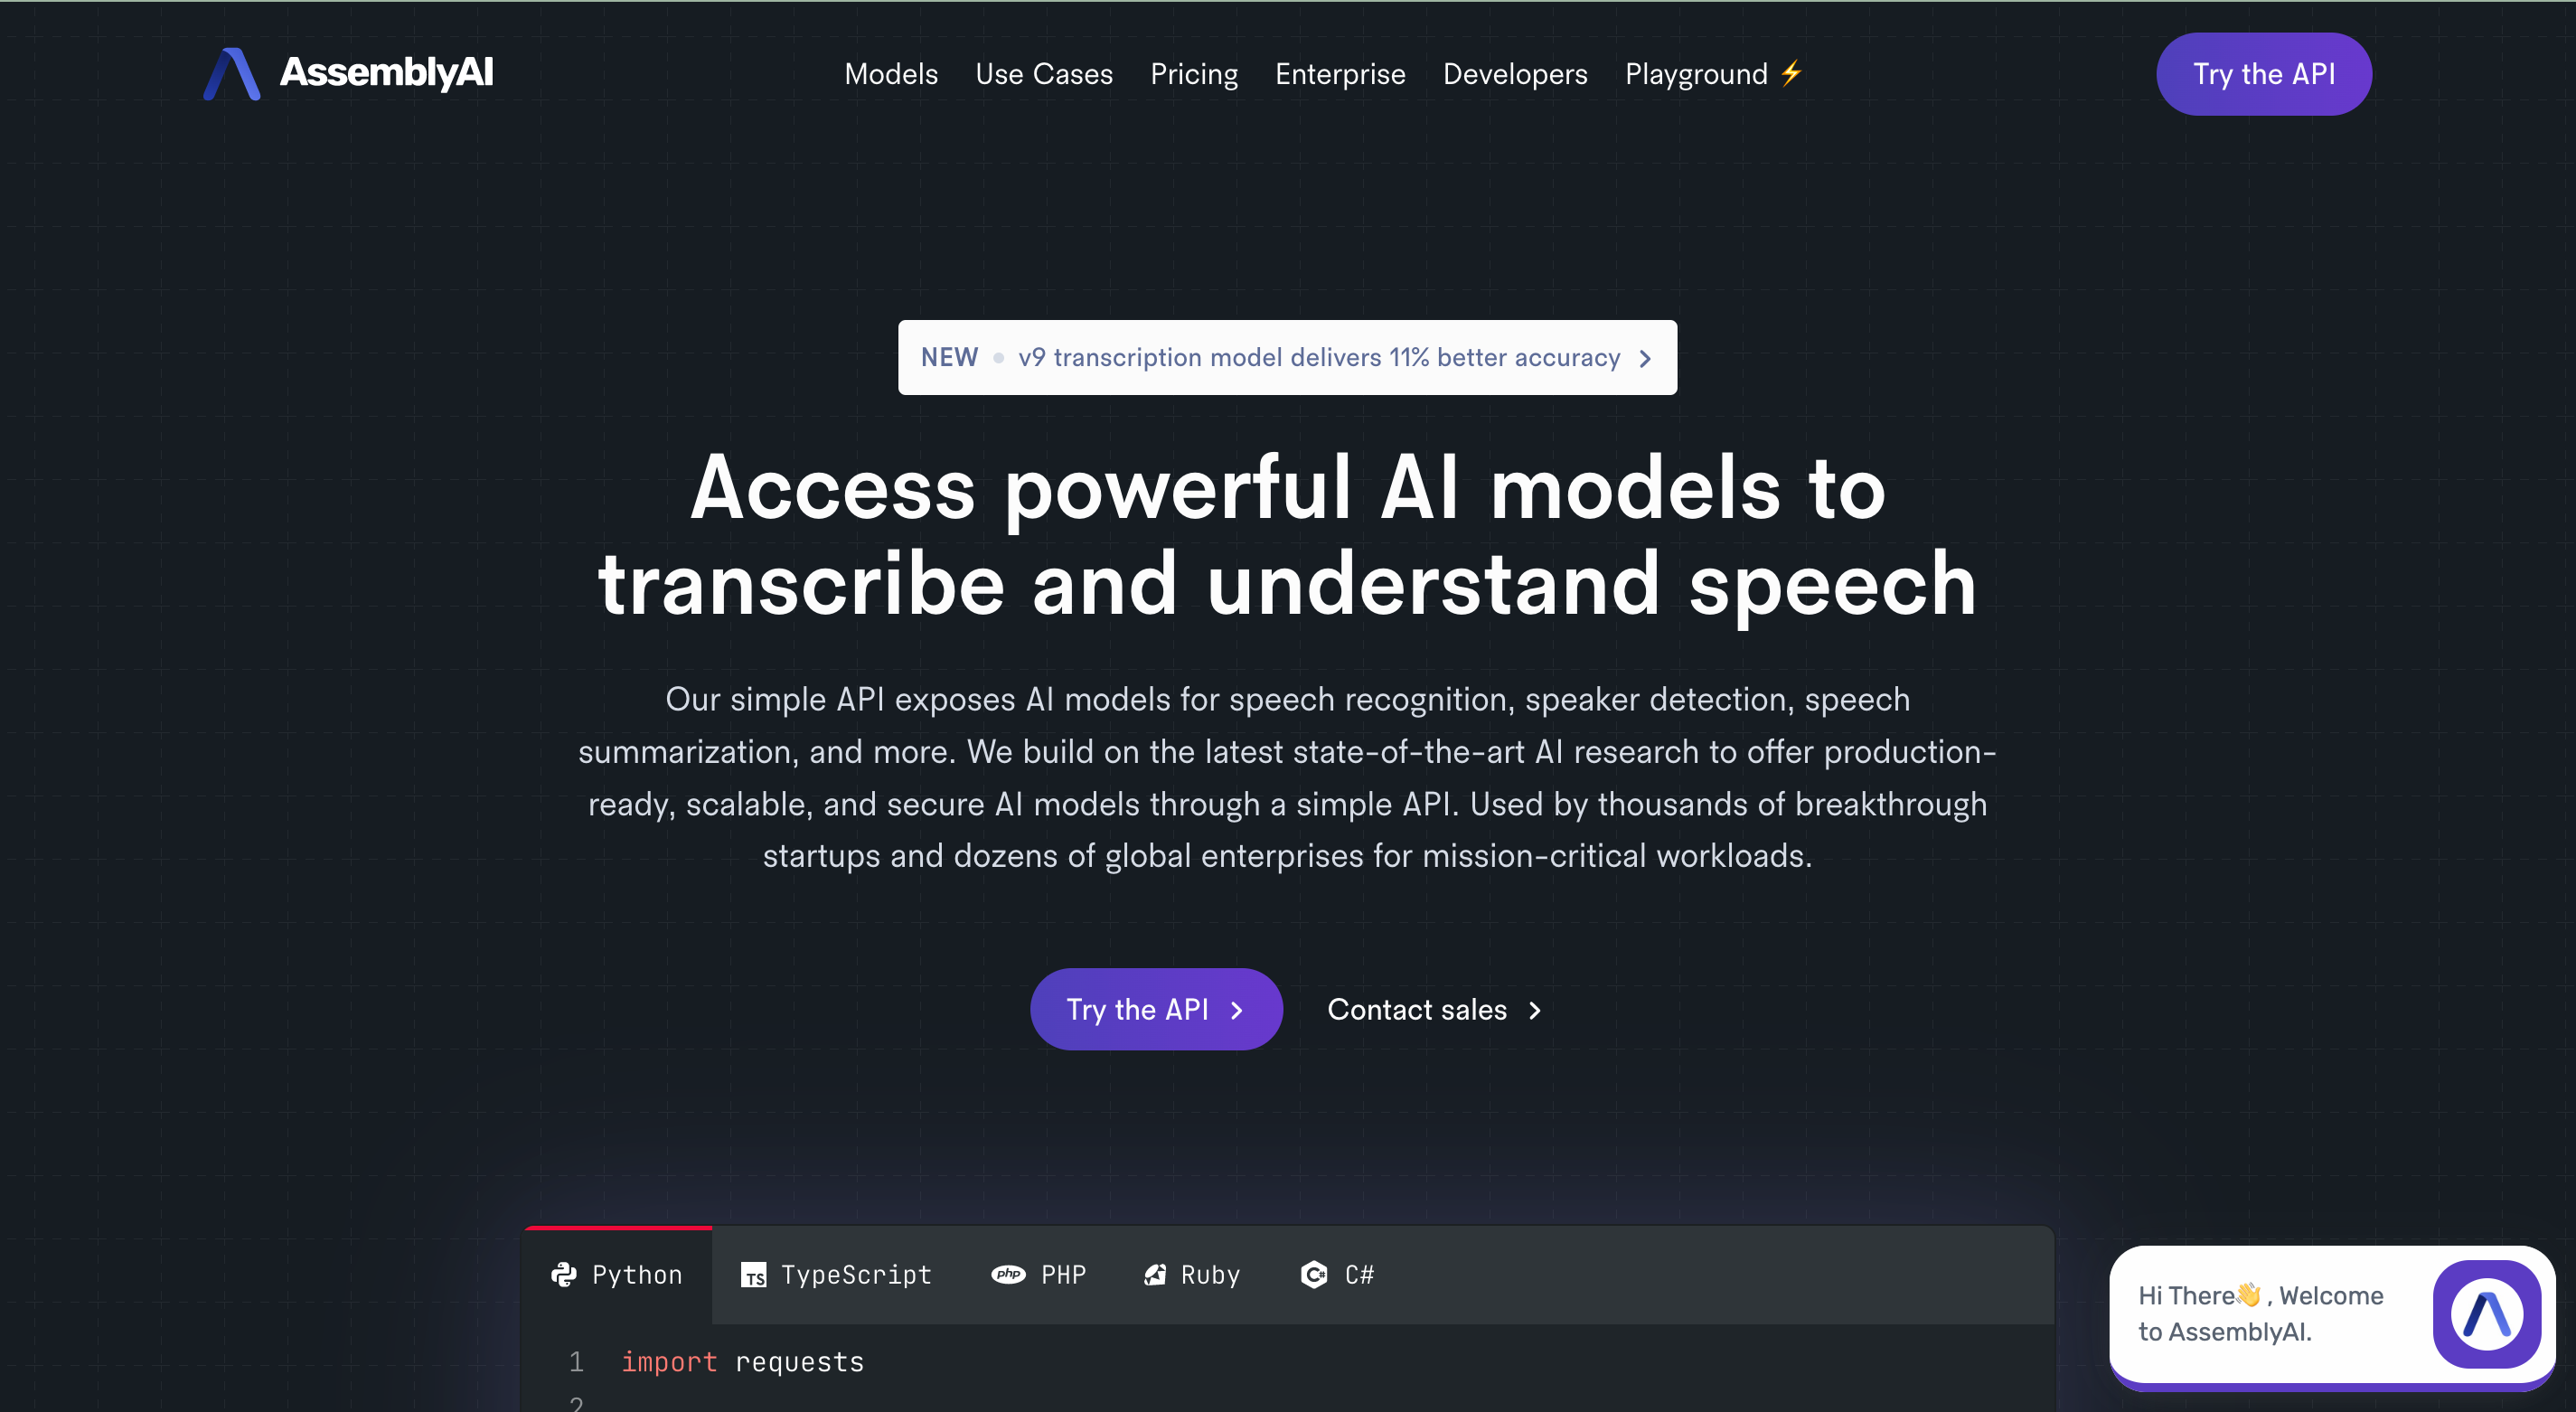 AssemblyAI
Models Use Cases Pricing Enterprise Developers Playground ⚡
Try the API
NEW • v9 transcription model delivers 11% better accuracy >
Access powerful AI models to
transcribe and understand speech
Our simple API exposes AI models for speech recognition, speaker detection, speech
summarization, and more. We build on the latest state-of-the-art AI research to offer production-
ready, scalable, and secure AI models through a simple API. Used by thousands of breakthrough
startups and dozens of global enterprises for mission-critical workloads.
Try the API > Contact sales >
Python TS TypeScript php PHP Ruby C# C#
1 import requests
2
Hi There👋 , Welcome
to AssemblyAI.